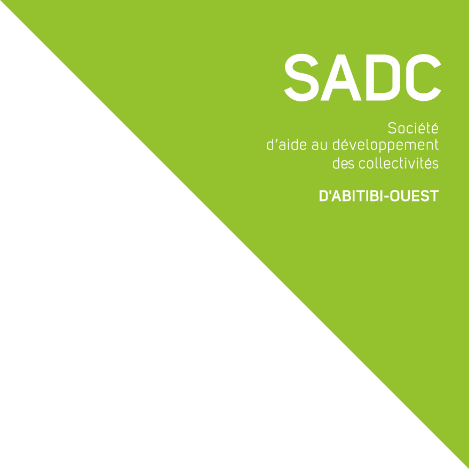 SADC
Société
d'aide au développement
des collectivités
D'ABITIBI-OUEST